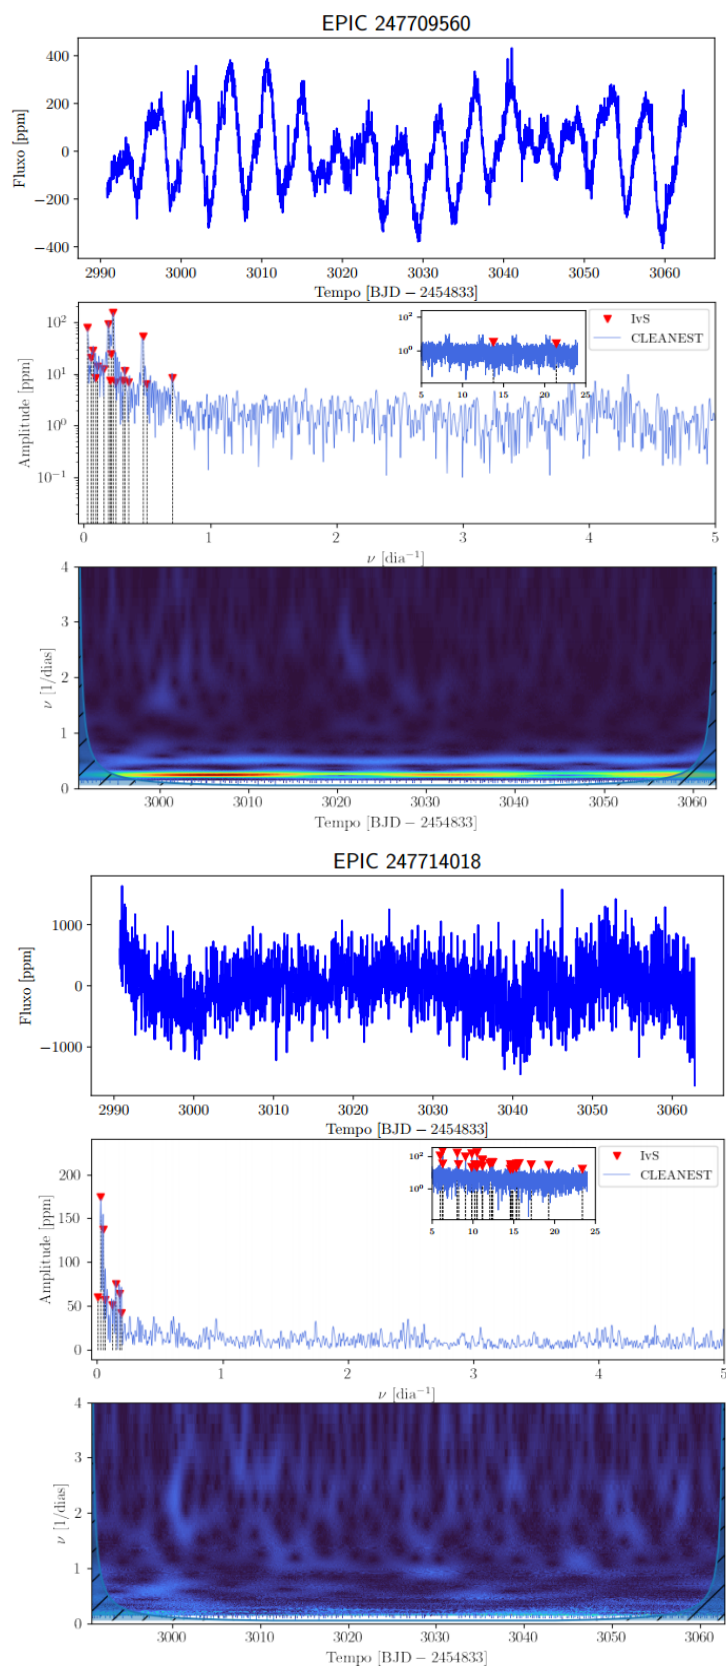 EPIC 247709560
400
200
0
−200
−400
Fluxo [ppm]
2990 3000 3010 3020 3030 3040 3050 3060
Tempo [BJD − 2454833]
10²
10¹
10⁰
10⁻¹
Amplitude [ppm]
10²
10⁰
5 10 15 20 25
IvS
CLEANEST
0 1 2 3 4 5
ν [dia⁻¹]
4
3
2
1
0
ν [1/dias]
3000 3010 3020 3030 3040 3050 3060
Tempo [BJD − 2454833]
EPIC 247714018
1000
0
−1000
Fluxo [ppm]
2990 3000 3010 3020 3030 3040 3050 3060
Tempo [BJD − 2454833]
200
150
100
50
0
Amplitude [ppm]
10²
10⁰
5 10 15 20 25
IvS
CLEANEST
0 1 2 3 4 5
ν [dia⁻¹]
4
3
2
1
0
ν [1/dias]
3000 3010 3020 3030 3040 3050 3060
Tempo [BJD − 2454833]